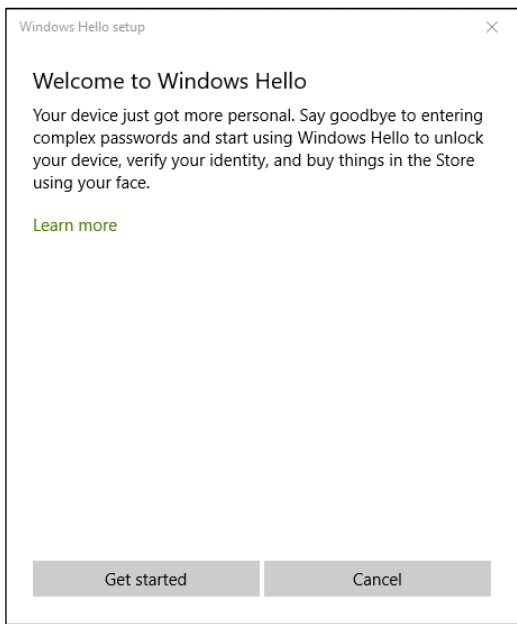 Windows Hello setup
Welcome to Windows Hello
Your device just got more personal. Say goodbye to entering
complex passwords and start using Windows Hello to unlock
your device, verify your identity, and buy things in the Store
using your face.
Learn more
Get started
Cancel